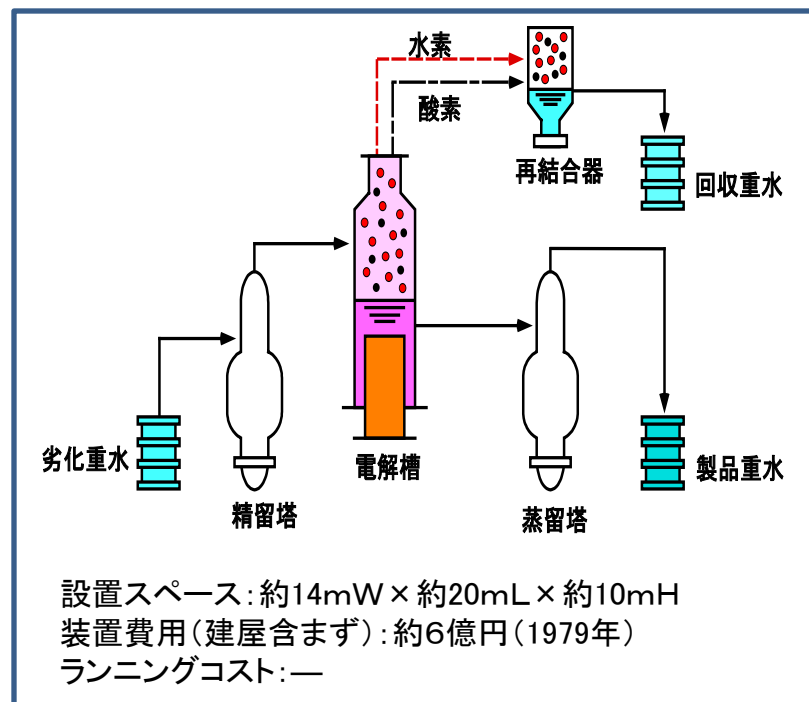 水素
酸素
再結合器
回収重水
劣化重水
精留塔
電解槽
蒸留塔
製品重水
設置スペース：約14mW×約20mL×約10mH
装置費用（建屋含まず）：約６億円（1979年）
ランニングコスト：―